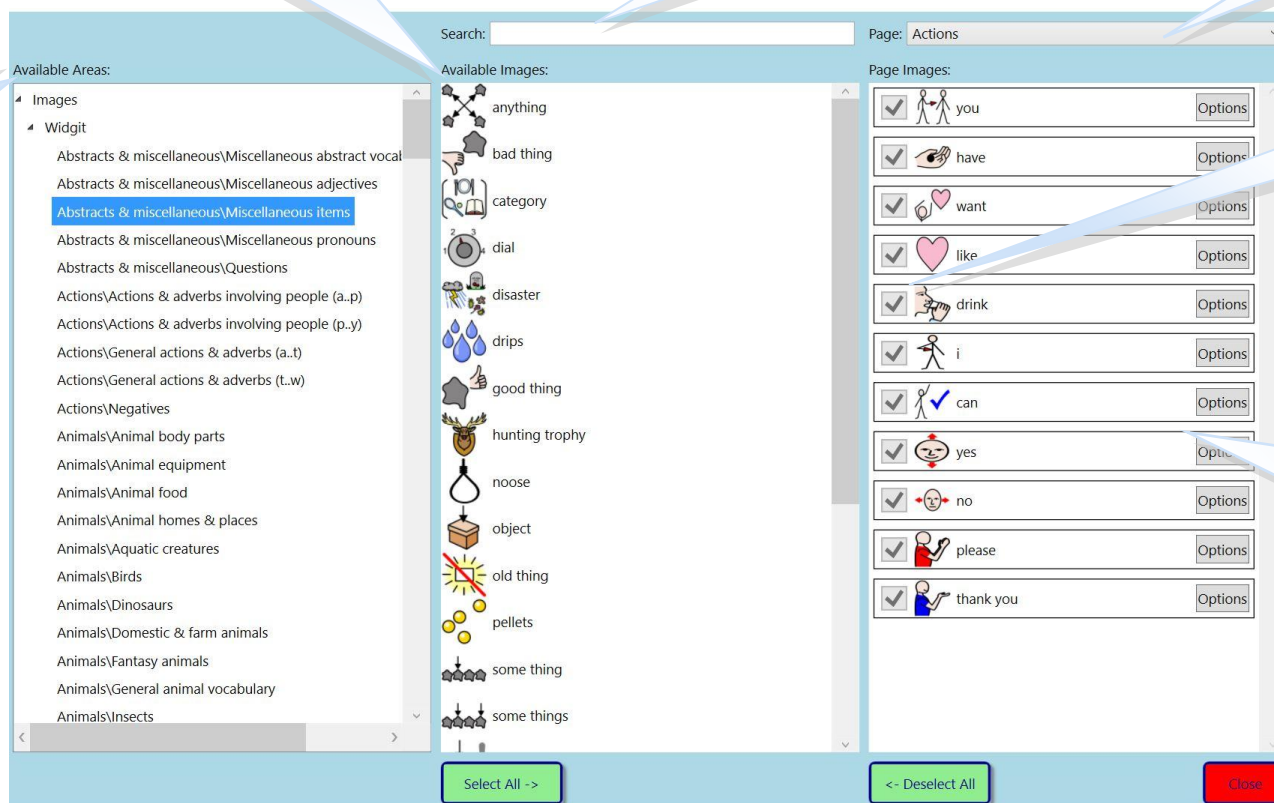 Search:
Page: Actions
Available Areas:
Available Images:
Page Images:
Images
Widgit
Abstracts & miscellaneous\Miscellaneous abstract vocal
Abstracts & miscellaneous\Miscellaneous adjectives
Abstracts & miscellaneous\Miscellaneous items
Abstracts & miscellaneous\Miscellaneous pronouns
Abstracts & miscellaneous\Questions
Actions\Actions & adverbs involving people (a..p)
Actions\Actions & adverbs involving people (p..y)
Actions\General actions & adverbs (a..t)
Actions\General actions & adverbs (t..w)
Actions\Negatives
Animals\Animal body parts
Animals\Animal equipment
Animals\Animal food
Animals\Animal homes & places
Animals\Aquatic creatures
Animals\Birds
Animals\Dinosaurs
Animals\Domestic & farm animals
Animals\Fantasy animals
Animals\General animal vocabulary
Animals\Insects
anything
bad thing
category
2 3
1 4
dial
disaster
drips
good thing
hunting trophy
noose
object
old thing
pellets
some thing
some things
you Options
have Options
want Options
like Options
drink Options
i Options
can Options
yes Options
no Options
please Options
thank you Options
Select All ->
<- Deselect All
Close